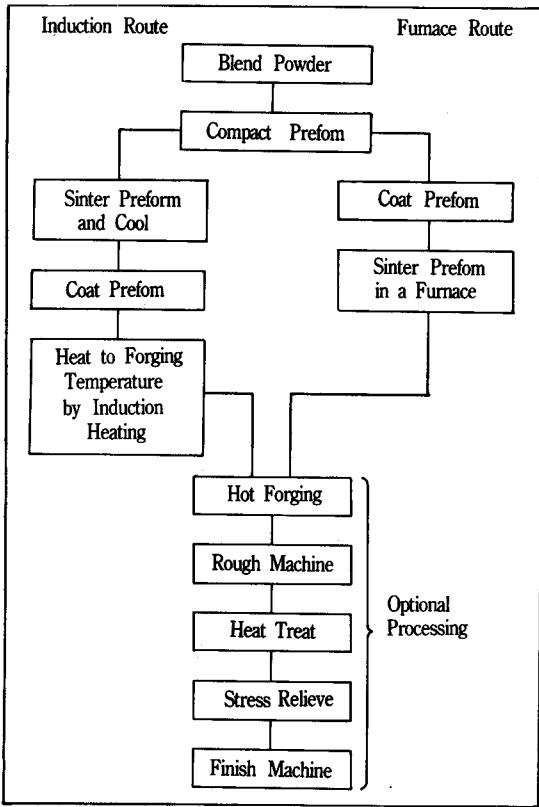 Induction Route
Furnace Route
Blend Powder
Compact Prefom
Sinter Preform
and Cool
Coat Prefom
Heat to Forging
Temperature
by Induction
Heating
Coat Prefom
Sinter Prefom
in a Furnace
Hot Forging
Rough Machine
Heat Treat
Stress Relieve
Finish Machine
Optional
Processing